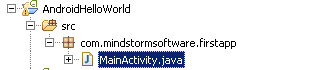 AndroidHelloWorld
src
com.mindstormsoftware.firstapp
MainActivity.java